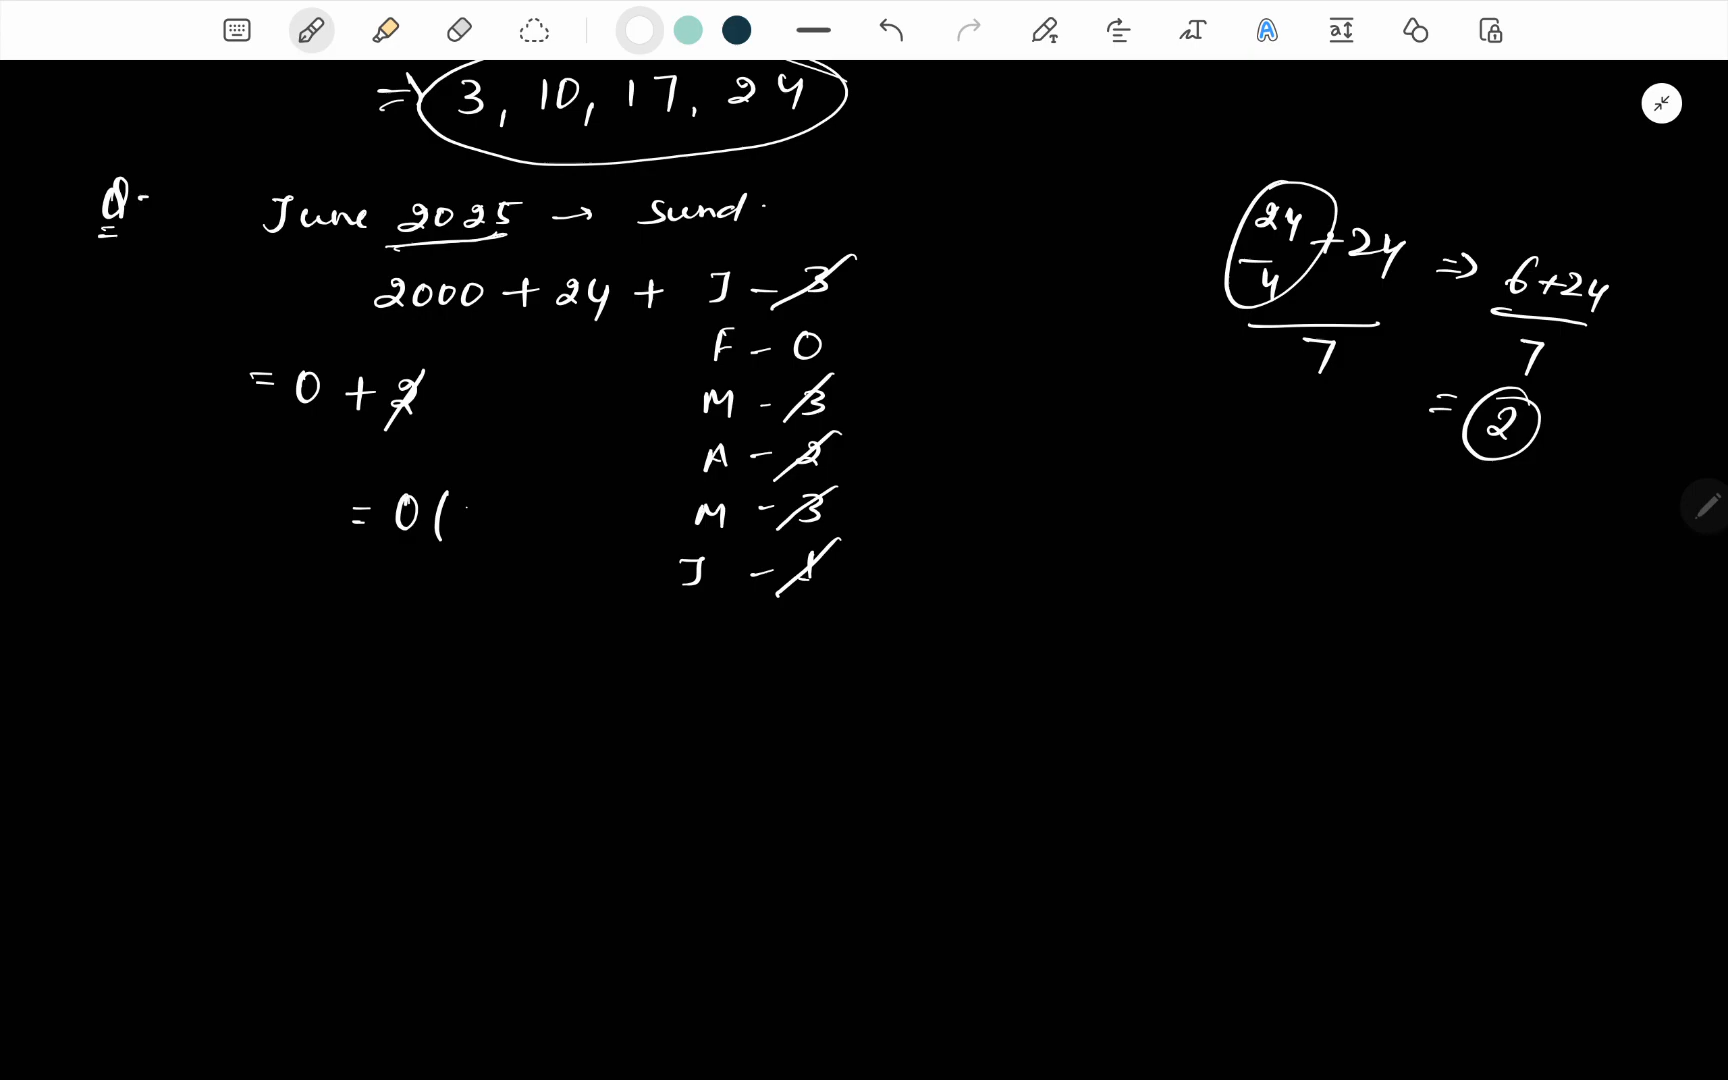 => 3, 10, 17, 24
Q- June 2025 → Sund.
2000 + 24 + J - 3
F - 0
= 0 + 2
M - 3
A - 2
= 0 (
M - 3
J - 1
24/4 + 24 => 6 + 24
7 7
= 2